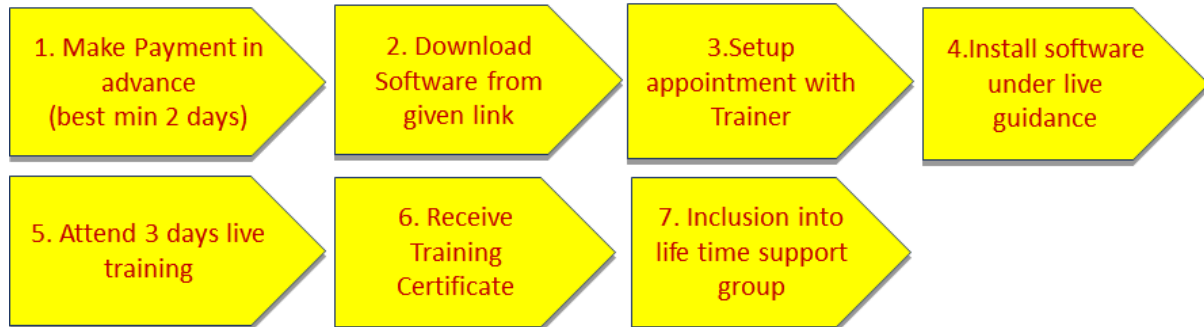 1. Make Payment in
advance
(best min 2 days)
2. Download
Software from
given link
3.Setup
appointment with
Trainer
4.Install software
under live
guidance
5. Attend 3 days live
training
6. Receive
Training
Certificate
7. Inclusion into
life time support
group